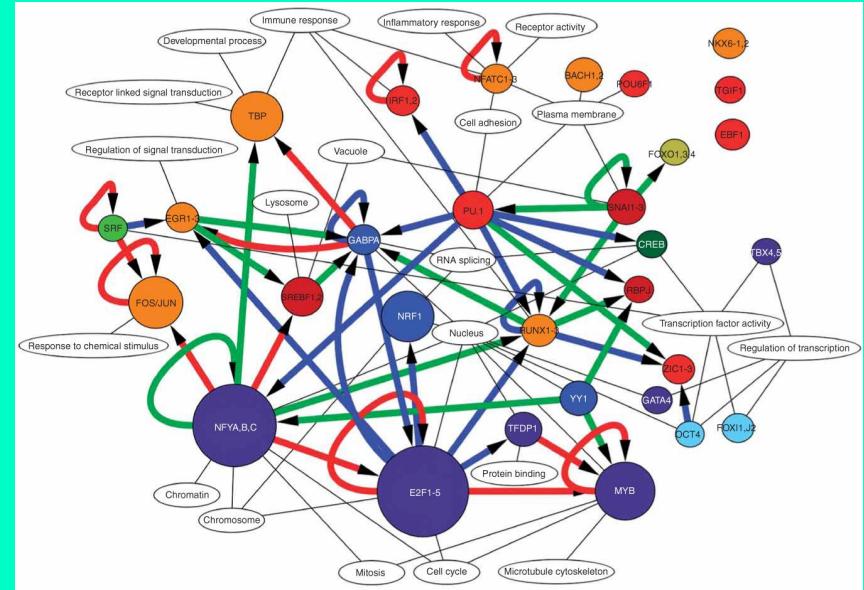 Immune response
Inflammatory response
Receptor activity
Developmental process
NKX6-1,2
Receptor linked signal transduction
NFATC1-3
BACH1,2
POU6F1
TGIF1
IRF1,2
TBP
Cell adhesion
Plasma membrane
EBF1
Regulation of signal transduction
Vacuole
FOXO1,3,4
Lysosome
SRF
EGR1-3
PU.1
SNAI1-3
GABPA
CREB
TBX4,5
RNA splicing
FOS/JUN
SREBF1,2
RBPJ
NRF1
Nucleus
RUNX1-3
Transcription factor activity
Response to chemical stimulus
Regulation of transcription
ZIC1-3
YY1
GATA4
NFYA,B,C
TFDP1
OCT4
FOXI1,J2
Protein binding
Chromatin
E2F1-5
MYB
Chromosome
Mitosis
Cell cycle
Microtubule cytoskeleton